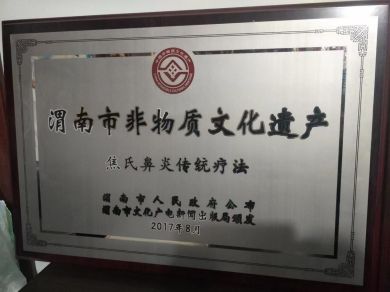 渭南市非物质文化遗产
焦氏鼻炎传统疗法
渭南市人民政府公布
渭南市文化广电新闻出版局颁发
2017年8月